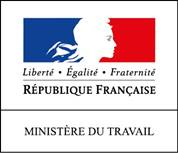 Liberté • Égalité • Fraternité
RÉPUBLIQUE FRANÇAISE
MINISTÈRE DU TRAVAIL